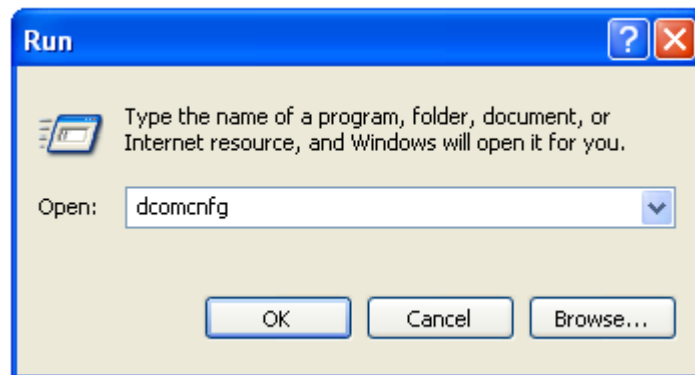 Run
Type the name of a program, folder, document, or
Internet resource, and Windows will open it for you.
Open: dcomcnfg
OK Cancel Browse...